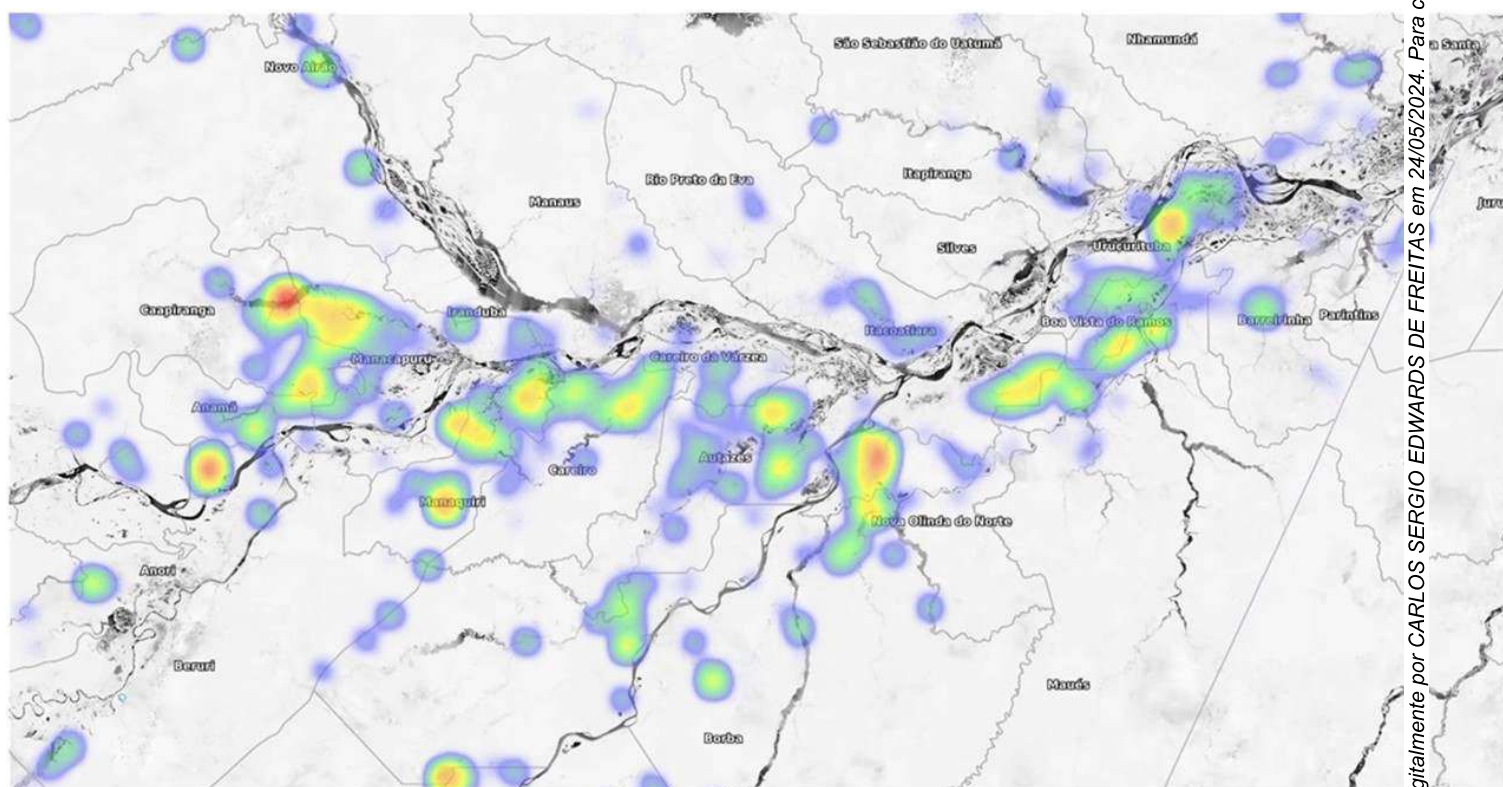 São Sebastião do Uatumã
Nhamundá
a Santa
Novo Airão
Itapiranga
Rio Preto da Eva
Manaus
Juru
Urucurituba
Silves
Caapiranga
Iranduba
Barreirinha
Parintins
Boa Vista do Ramos
Itacoatiara
Manacapuru
Careiro da Várzea
Anamã
Autazes
Careiro
Manaquiri
Nova Olinda do Norte
Anori
Beruri
Maués
Borba
gitalmente por CARLOS SERGIO EDWARDS DE FREITAS em 24/05/2024. Para c